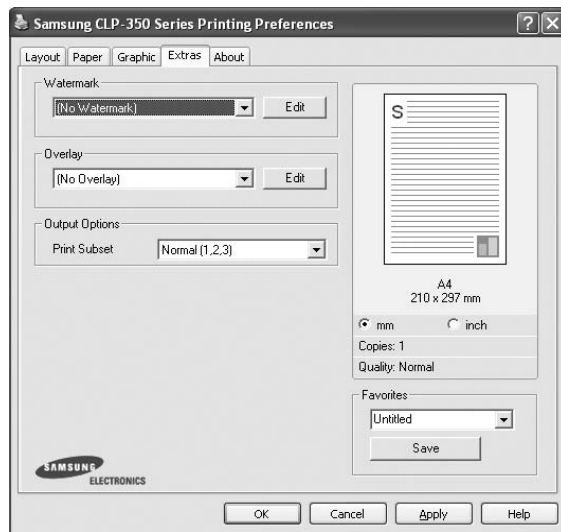 Samsung CLP-350 Series Printing Preferences
Layout Paper Graphic Extras About
Watermark
(No Watermark)
Edit
Overlay
(No Overlay)
Edit
Output Options
Print Subset
Normal (1,2,3)
S
A4
210 x 297 mm
mm inch
Copies: 1
Quality: Normal
Favorites
Untitled
Save
SAMSUNG
ELECTRONICS
OK Cancel Apply Help